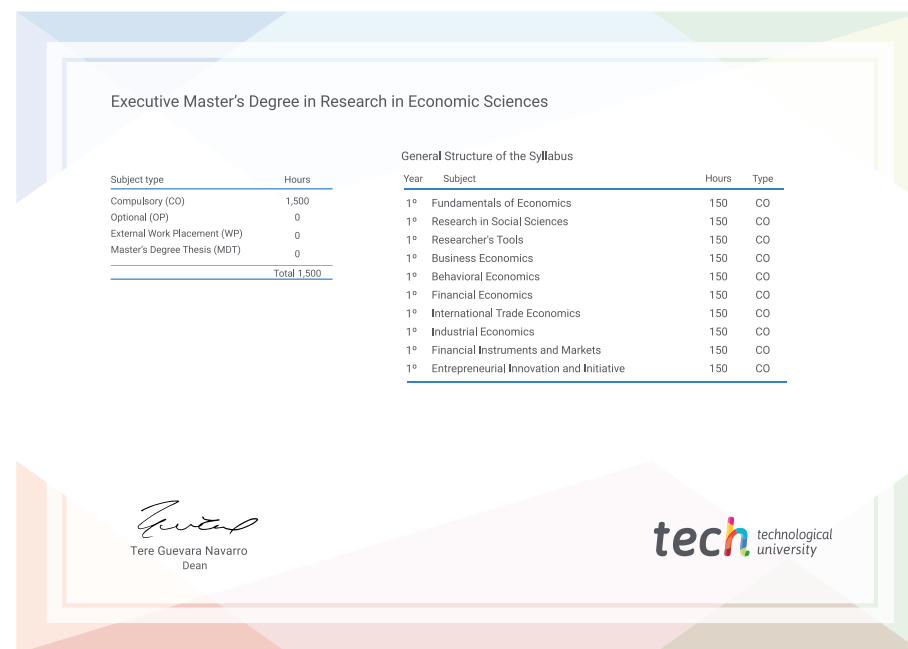 Executive Master's Degree in Research in Economic Sciences
General Structure of the Syllabus
Subject type Hours
Compulsory (CO) 1,500
Optional (OP) 0
External Work Placement (WP) 0
Master's Degree Thesis (MDT) 0
Total 1,500
Year Subject Hours Type
1º Fundamentals of Economics 150 CO
1º Research in Social Sciences 150 CO
1º Researcher's Tools 150 CO
1º Business Economics 150 CO
1º Behavioral Economics 150 CO
1º Financial Economics 150 CO
1º International Trade Economics 150 CO
1º Industrial Economics 150 CO
1º Financial Instruments and Markets 150 CO
1º Entrepreneurial Innovation and Initiative 150 CO
Tere Guevara Navarro
Dean
tech technological
university